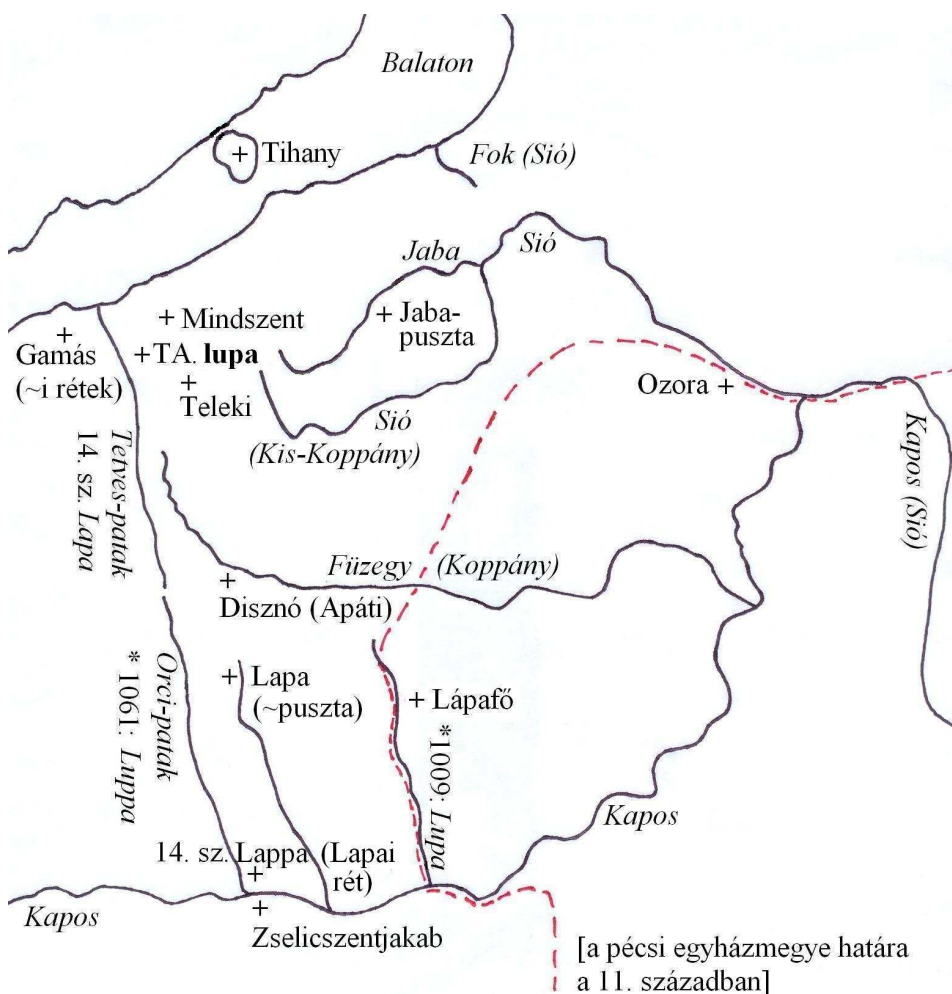 Balaton
+ Tihany
Fok (Sió)
Jaba
Sió
+ Mindszent
+ Jaba-
puszta
+
Gamás
(~i rétek)
+TA. lupa
+
Teleki
Ozora +
Sió
(Kis-Koppány)
Kapos (Sió)
Tetves-patak
14. sz. Lapa
Füzegy (Koppány)
+
Disznó (Apáti)
Orci-patak
* 1061: Luppa
+ Lapa
(~puszta)
+ Lápafő
*1009: Lupa
Kapos
14. sz. Lappa (Lapai
+ rét)
Kapos
+
Zselicszentjakab
[a pécsi egyházmegye határa
a 11. században]